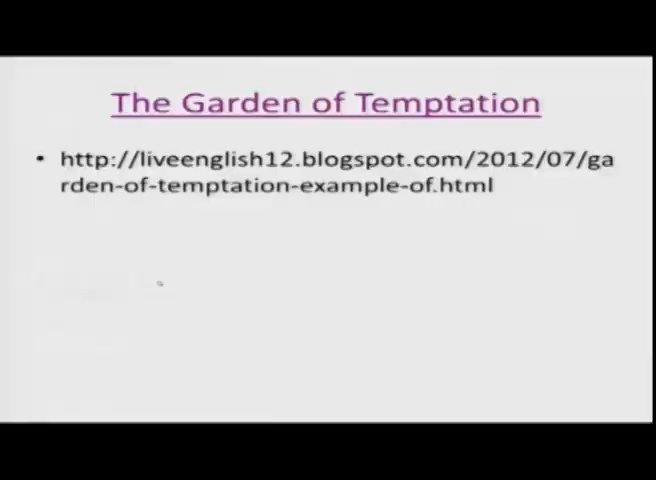 The Garden of Temptation
• http://liveenglish12.blogspot.com/2012/07/ga
rden-of-temptation-example-of.html